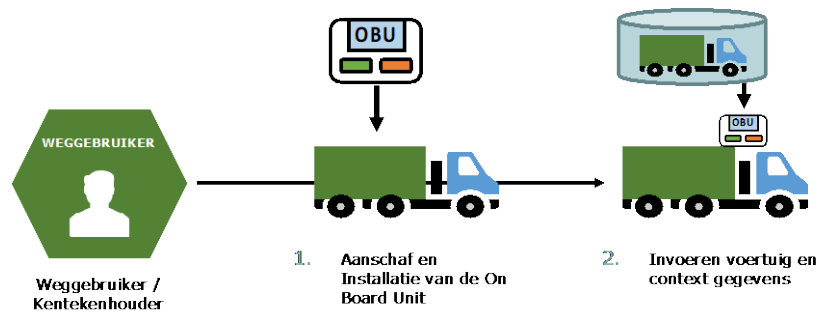 OBU
OBU
WEGGEBRUIKER
Weggebruiker /
Kentekenhouder
1. Aanschaf en
Installatie van de On
Board Unit
2. Invoeren voertuig en
context gegevens